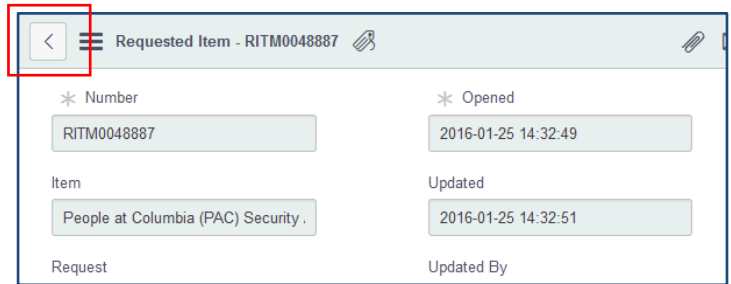 Requested Item - RITM0048887
Number
Opened
RITM0048887
2016-01-25 14:32:49
Item
Updated
People at Columbia (PAC) Security
2016-01-25 14:32:51
Request
Updated By